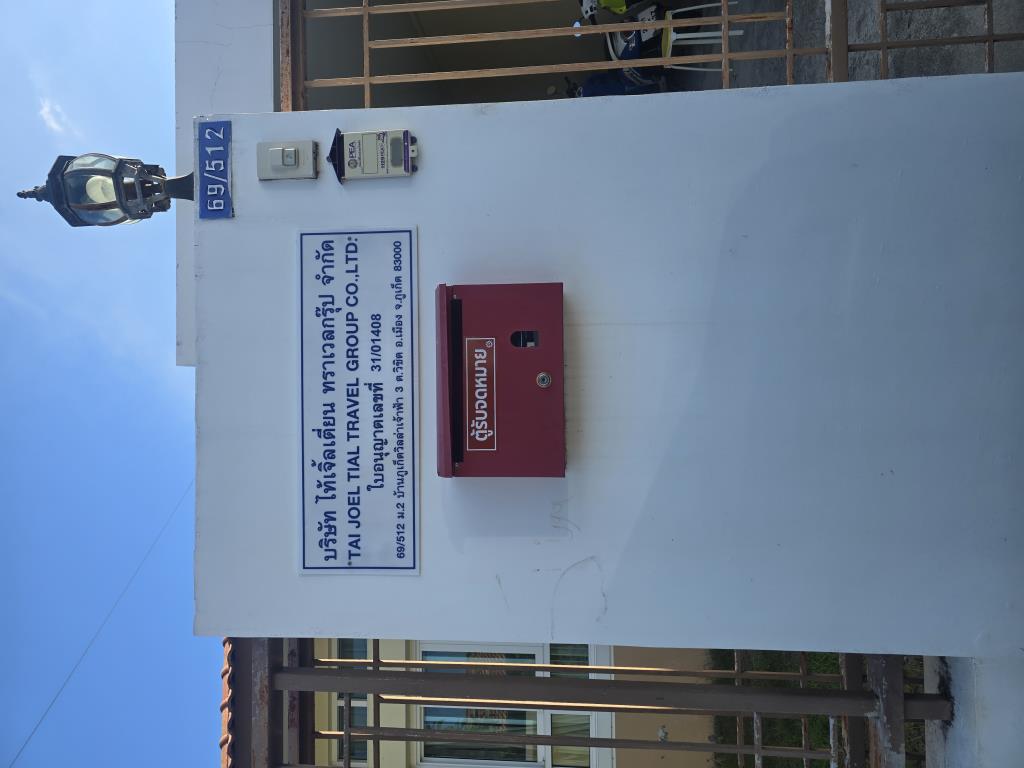 69/512
PEA
บริษัท ไท้เจิ้ลเตี่ยน ทราเวลกรุ๊ป จำกัด
"TAI JOEL TIAL TRAVEL GROUP CO.,LTD."
ใบอนุญาตเลขที่ 31/01408
69/512 ม.2 บ้านภูเก็ตวิลล่าเจ้าฟ้า 3 ต.วิชิต อ.เมือง จ.ภูเก็ต 83000
ตู้รับจดหมาย